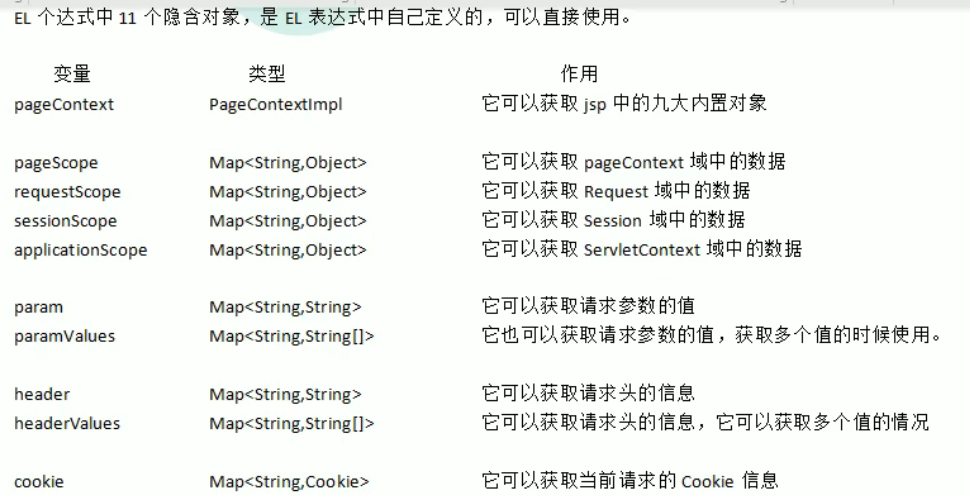 EL 个达式中 11 个隐含对象，是 EL 表达式中自己定义的，可以直接使用。
变量 类型 作用
pageContext PageContextImpl 它可以获取 jsp 中的九大内置对象
pageScope Map<String,Object> 它可以获取 pageContext 域中的数据
requestScope Map<String,Object> 它可以获取 Request 域中的数据
sessionScope Map<String,Object> 它可以获取 Session 域中的数据
applicationScope Map<String,Object> 它可以获取 ServletContext 域中的数据
param Map<String,String> 它可以获取请求参数的值
paramValues Map<String,String[]> 它也可以获取请求参数的值，获取多个值的时候使用。
header Map<String,String> 它可以获取请求头的信息
headerValues Map<String,String[]> 它可以获取请求头的信息，它可以获取多个值的情况
cookie Map<String,Cookie> 它可以获取当前请求的 Cookie 信息